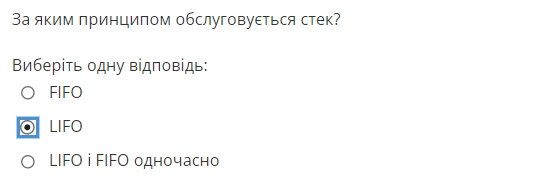 За яким принципом обслуговується стек?
Виберіть одну відповідь:
FIFO
LIFO
LIFO і FIFO одночасно